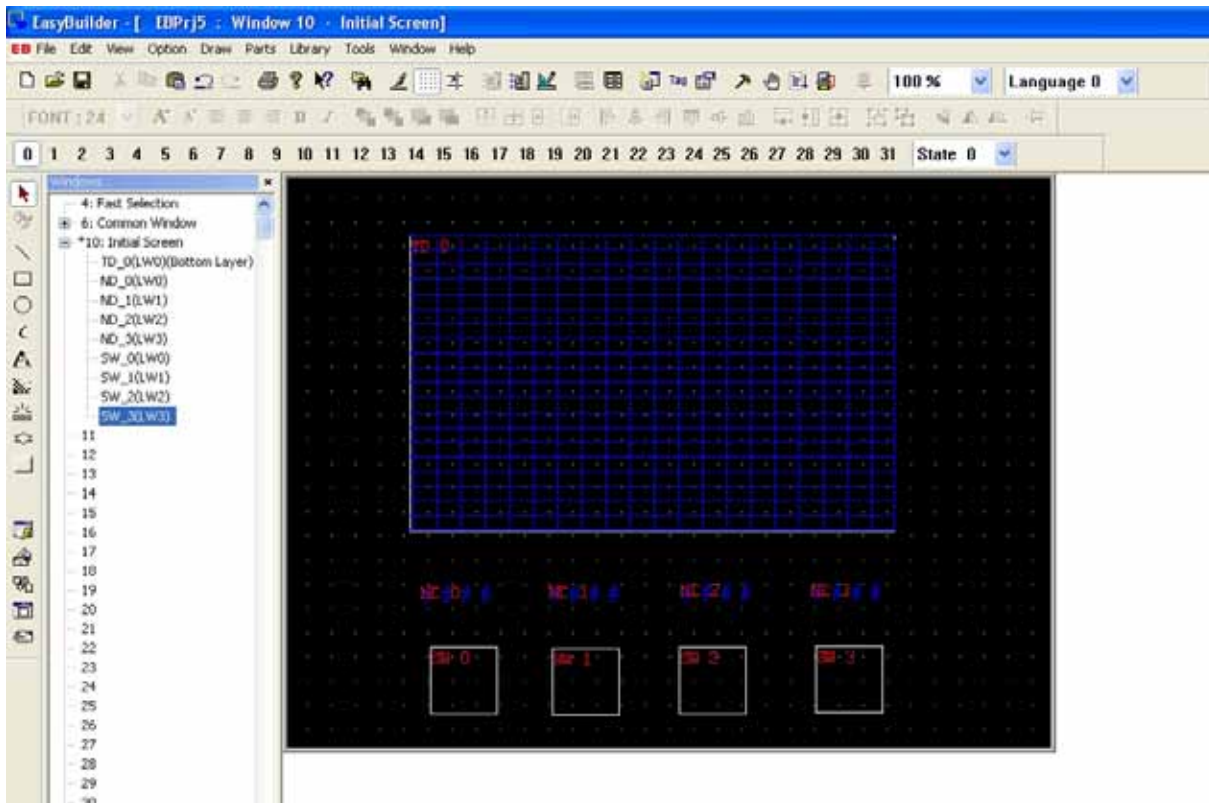 EasyBuilder - [ EBPrj5 : Window 10 - Initial Screen]
EB File Edit View Option Draw Parts Library Tools Window Help
100 % Language 0
FONT:24
0 1 2 3 4 5 6 7 8 9 10 11 12 13 14 15 16 17 18 19 20 21 22 23 24 25 26 27 28 29 30 31 State 0
Windows
4: Fast Selection
6: Common Window
*10: Initial Screen
TD_0(LW0)(Bottom Layer)
ND_0(LW0)
ND_1(LW1)
ND_2(LW2)
ND_3(LW3)
SW_0(LW0)
SW_1(LW1)
SW_2(LW2)
SW_3(LW3)
11
12
13
14
15
16
17
18
19
20
21
22
23
24
25
26
27
28
29
TD_0